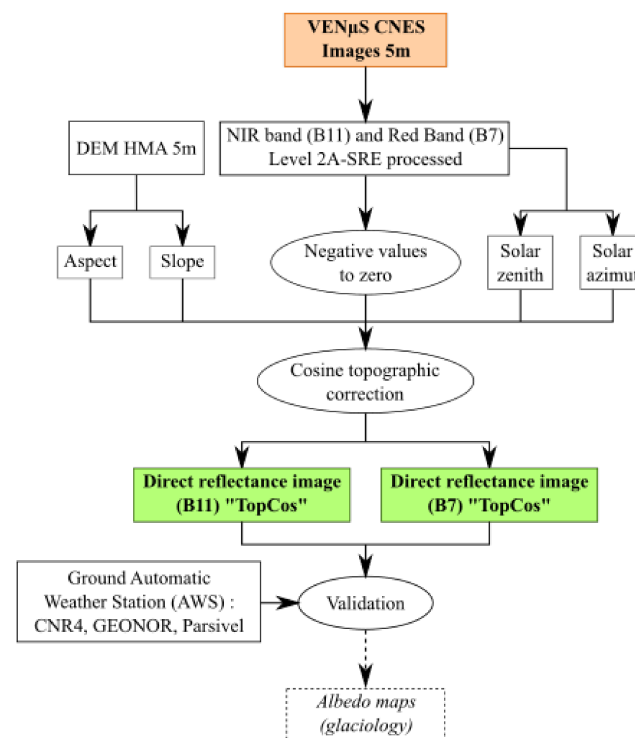 VENµS CNES
Images 5m
DEM HMA 5m
NIR band (B11) and Red Band (B7)
Level 2A-SRE processed
Aspect
Slope
Negative values
to zero
Solar
zenith
Solar
azimut
Cosine topographic
correction
Direct reflectance image
(B11) "TopCos"
Direct reflectance image
(B7) "TopCos"
Ground Automatic
Weather Station (AWS) :
CNR4, GEONOR, Parsivel
Validation
Albedo maps
(glaciology)